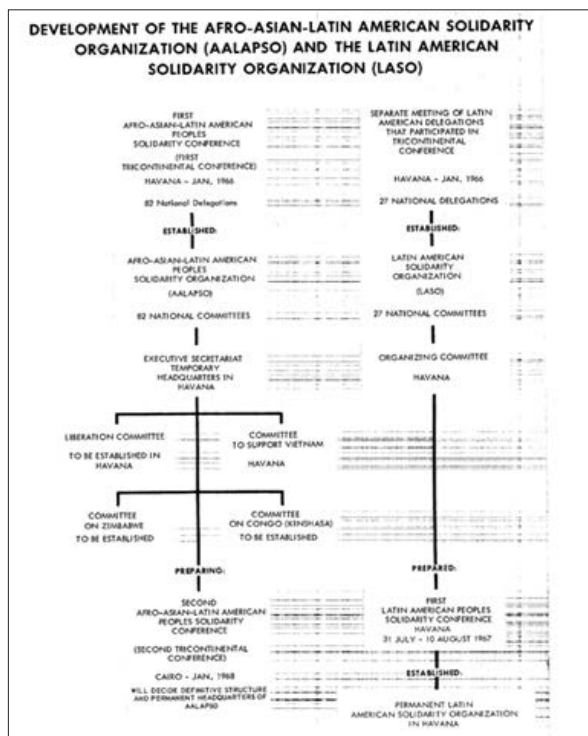 DEVELOPMENT OF THE AFRO-ASIAN-LATIN AMERICAN SOLIDARITY
ORGANIZATION (AALAPSO) AND THE LATIN AMERICAN
SOLIDARITY ORGANIZATION (LASO)
FIRST
AFRO-ASIAN-LATIN AMERICAN
PEOPLES
SOLIDARITY CONFERENCE
(FIRST
TRICONTINENTAL CONFERENCE)
HAVANA - JAN, 1966
82 National Delegations
ESTABLISHED:
AFRO-ASIAN-LATIN AMERICAN
PEOPLES
SOLIDARITY ORGANIZATION
(AALAPSO)
82 NATIONAL COMMITTEES
EXECUTIVE SECRETARIAT
TEMPORARY
HEADQUARTERS IN
HAVANA
LIBERATION COMMITTEE
TO BE ESTABLISHED IN
HAVANA
COMMITTEE
TO SUPPORT VIETNAM
HAVANA
COMMITTEE
ON ZIMBABWE
TO BE ESTABLISHED
COMMITTEE
ON CONGO (KINSHASA)
TO BE ESTABLISHED
PREPARING:
SECOND
AFRO-ASIAN-LATIN AMERICAN
PEOPLES SOLIDARITY
CONFERENCE
(SECOND TRICONTINENTAL
CONFERENCE)
CAIRO - JAN, 1968
WILL DECIDE DEFINITIVE STRUCTURE
AND PERMANENT HEADQUARTERS OF
AALAPSO
SEPARATE MEETING OF LATIN
AMERICAN DELEGATIONS
THAT PARTICIPATED IN
TRICONTINENTAL
CONFERENCE
HAVANA - JAN, 1966
27 NATIONAL DELEGATIONS
ESTABLISHED:
LATIN AMERICAN
SOLIDARITY
ORGANIZATION
(LASO)
27 NATIONAL COMMITTEES
ORGANIZING COMMITTEE
HAVANA
PREPARED:
FIRST
LATIN AMERICAN PEOPLES
SOLIDARITY CONFERENCE
HAVANA
31 JULY - 10 AUGUST 1967
ESTABLISHED:
PERMANENT LATIN
AMERICAN SOLIDARITY ORGANIZATION
IN HAVANA